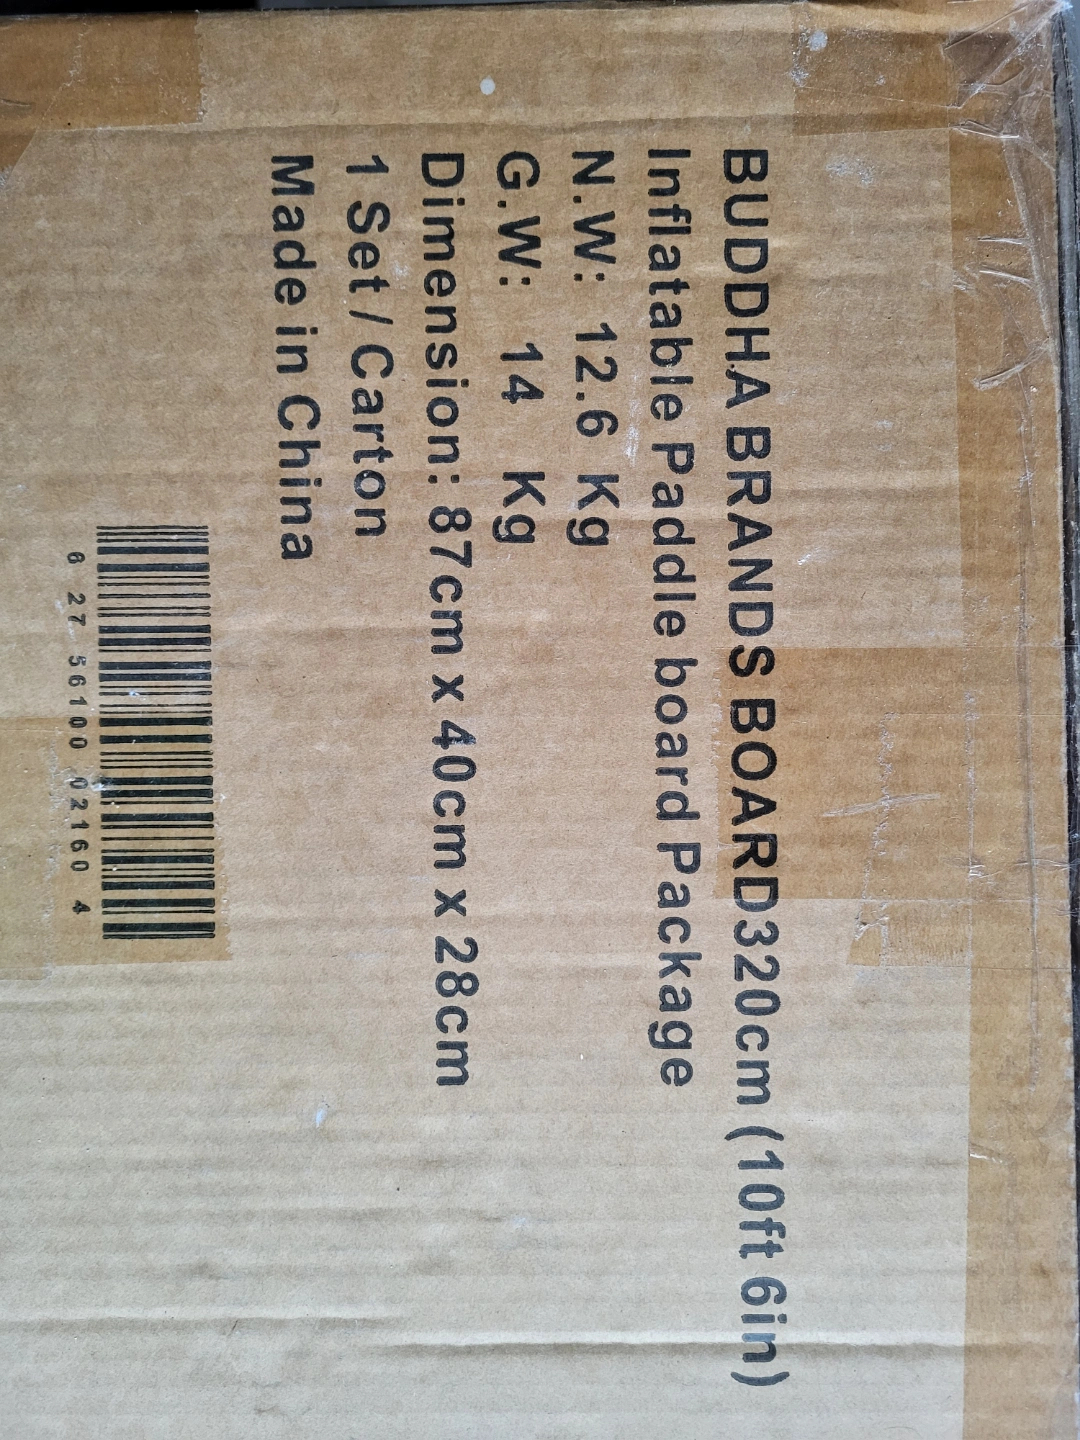 BUDDHA BRANDS BOARD320cm (10ft 6in)
Inflatable Paddle board Package
N.W: 12.6 Kg
G.W: 14 Kg
Dimension: 87cm x 40cm x 28cm
1 Set / Carton
Made in China
6 27 56100 02160 4